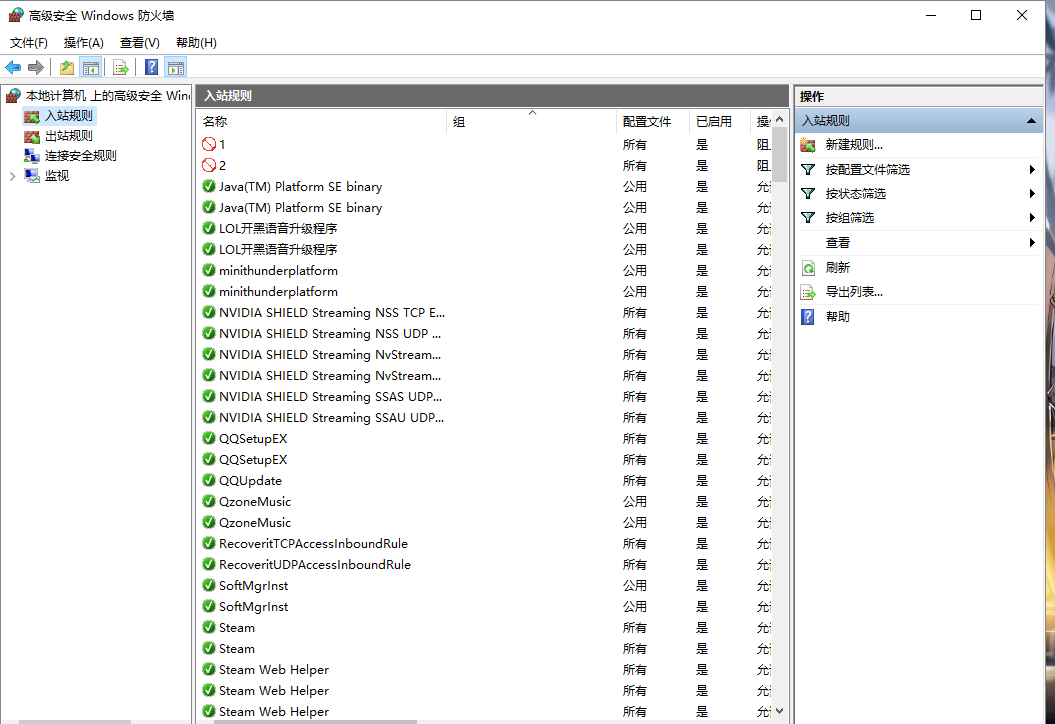 高级安全 Windows 防火墙
文件(F) 操作(A) 查看(V) 帮助(H)
本地计算机 上的高级安全 Win
入站规则
出站规则
连接安全规则
监视
入站规则
名称 组 配置文件 已启用 操
1 所有 是 阻
2 所有 是 阻
Java(TM) Platform SE binary 公用 是 允
Java(TM) Platform SE binary 公用 是 允
LOL开黑语音升级程序 公用 是 允
LOL开黑语音升级程序 公用 是 允
minithunderplatform 公用 是 允
minithunderplatform 公用 是 允
NVIDIA SHIELD Streaming NSS TCP E... 所有 是 允
NVIDIA SHIELD Streaming NSS UDP ... 所有 是 允
NVIDIA SHIELD Streaming NvStream... 所有 是 允
NVIDIA SHIELD Streaming NvStream... 所有 是 允
NVIDIA SHIELD Streaming SSAS UDP... 所有 是 允
NVIDIA SHIELD Streaming SSAU UDP... 所有 是 允
QQSetupEX 所有 是 允
QQSetupEX 所有 是 允
QQUpdate 所有 是 允
QzoneMusic 公用 是 允
QzoneMusic 公用 是 允
RecoveritTCPAccessInboundRule 所有 是 允
RecoveritUDPAccessInboundRule 所有 是 允
SoftMgrInst 公用 是 允
SoftMgrInst 公用 是 允
Steam 所有 是 允
Steam 所有 是 允
Steam Web Helper 所有 是 允
Steam Web Helper 所有 是 允
Steam Web Helper 所有 是 允
操作
入站规则
新建规则...
按配置文件筛选
按状态筛选
按组筛选
查看
刷新
导出列表...
帮助